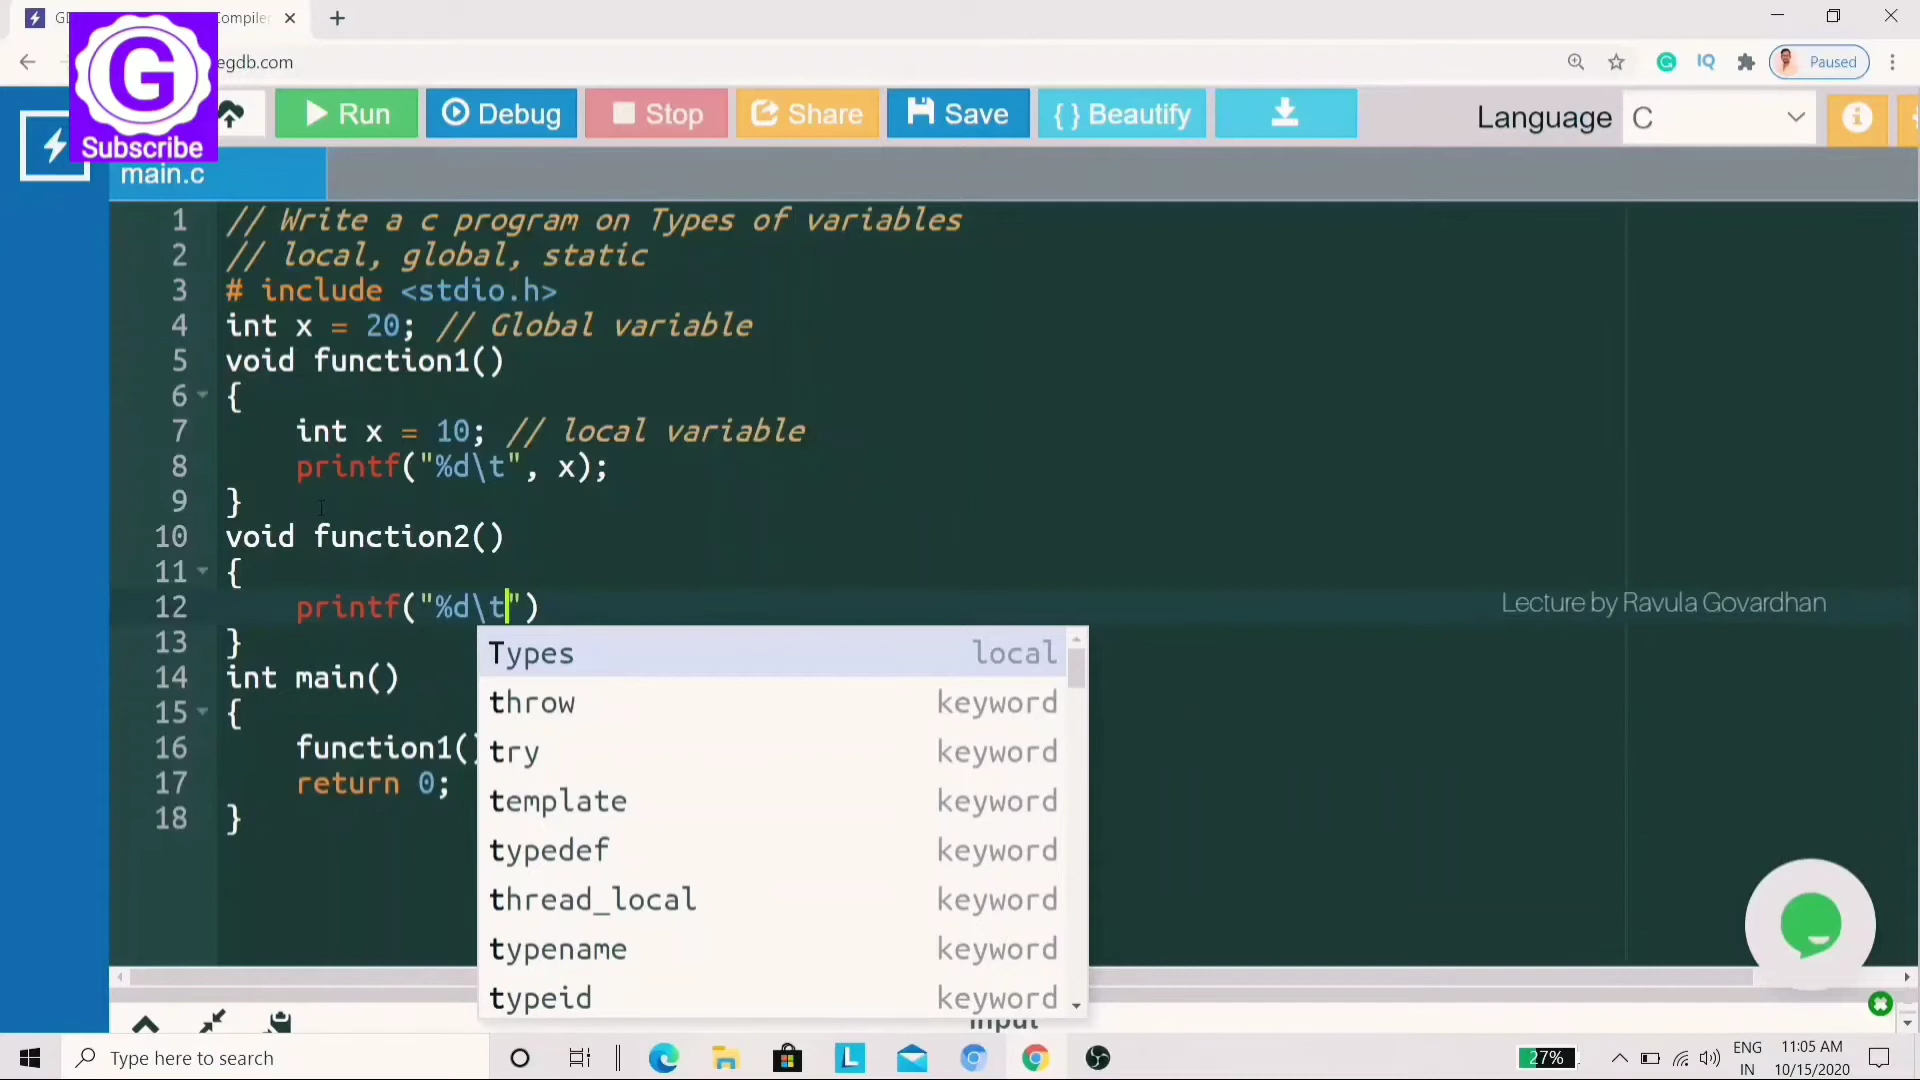 GD
Compiler
egdb.com
Paused
IQ
G
Subscribe
Run
Debug
Stop
Share
Save
{ } Beautify
Language
C
main.c
1 // Write a c program on Types of variables
2 // local, global, static
3 # include <stdio.h>
4 int x = 20; // Global variable
5 void function1()
6 {
7 int x = 10; // local variable
8 printf("%d\t", x);
9 }
10 void function2()
11 {
12 printf("%d\t")
13 }
14 int main()
15 {
16 function1()
17 return 0;
18 }
Types local
throw keyword
try keyword
template keyword
typedef keyword
thread_local keyword
typename keyword
typeid keyword
Lecture by Ravula Govardhan
input
Type here to search
L
27%
ENG
IN
11:05 AM
10/15/2020